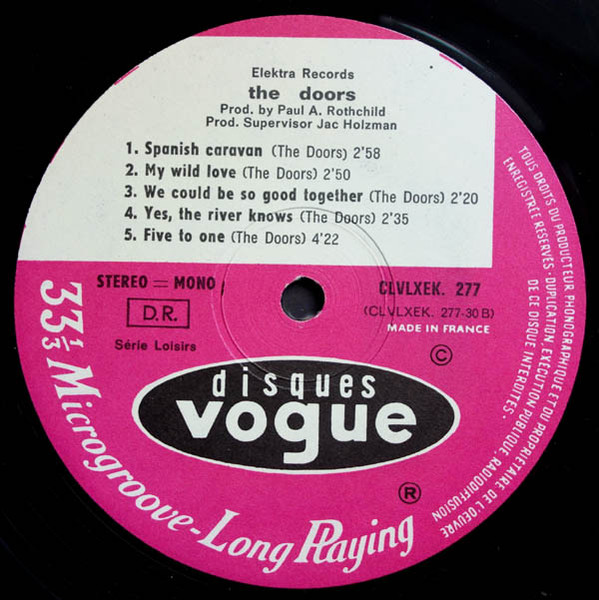 Elektra Records
the doors
Prod. by Paul A. Rothchild
Prod. Supervisor Jac Holzman
1. Spanish caravan (The Doors) 2'58
2. My wild love (The Doors) 2'50
3. We could be so good together (The Doors) 2'20
4. Yes, the river knows (The Doors) 2'35
5. Five to one (The Doors) 4'22
STEREO = MONO
CLVLXEK. 277
D.R.
(CLVLXEK. 277-30 B)
MADE IN FRANCE
Série Loisirs
©
disques
vogue
®
33 1/3 Microgroove - Long Playing
TOUS DROITS DU PRODUCTEUR PHONOGRAPHIQUE ET DU PROPRIÉTAIRE DE L'OEUVRE
ENREGISTRÉE RÉSERVÉS - DUPLICATION, EXÉCUTION PUBLIQUE, RADIODIFFUSION
DE CE DISQUE INTERDITES -